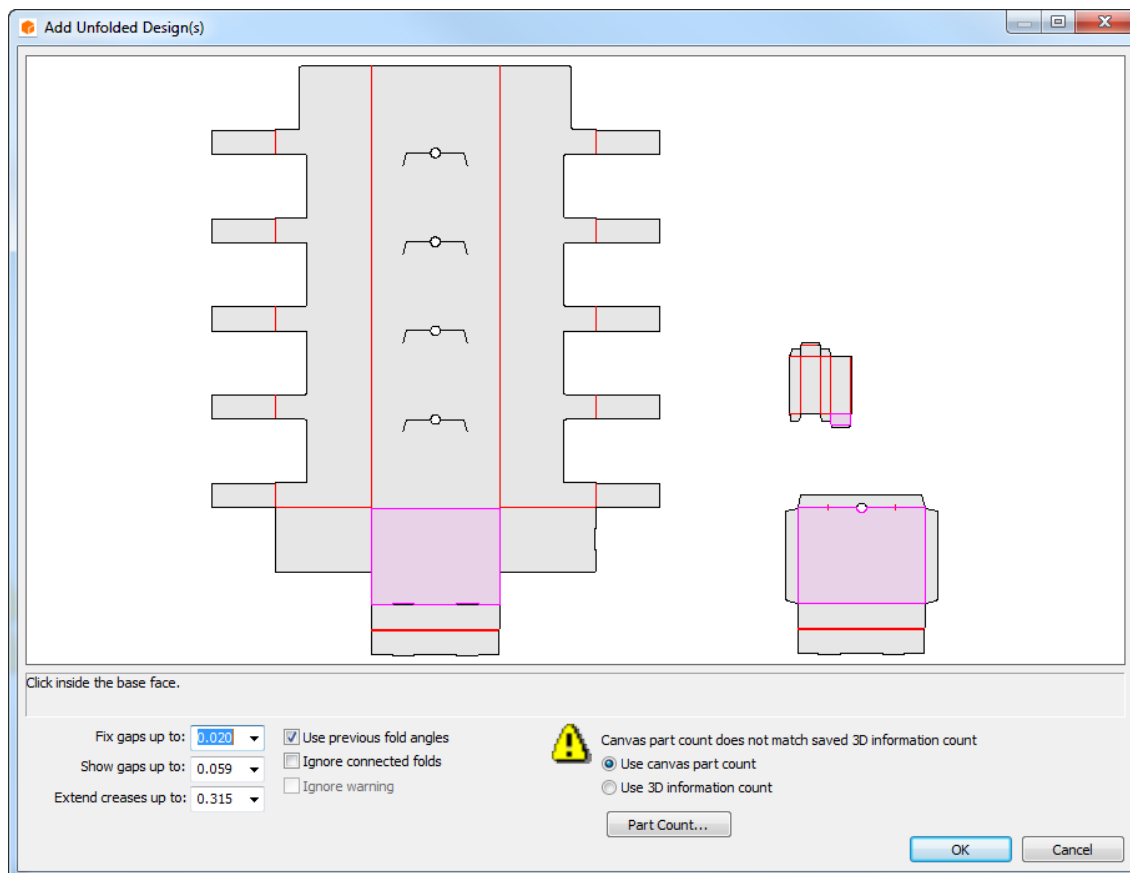 Add Unfolded Design(s)
Click inside the base face.
Fix gaps up to: 0.020
Show gaps up to: 0.059
Extend creases up to: 0.315
Use previous fold angles
Ignore connected folds
Ignore warning
Canvas part count does not match saved 3D information count
Use canvas part count
Use 3D information count
Part Count...
OK
Cancel